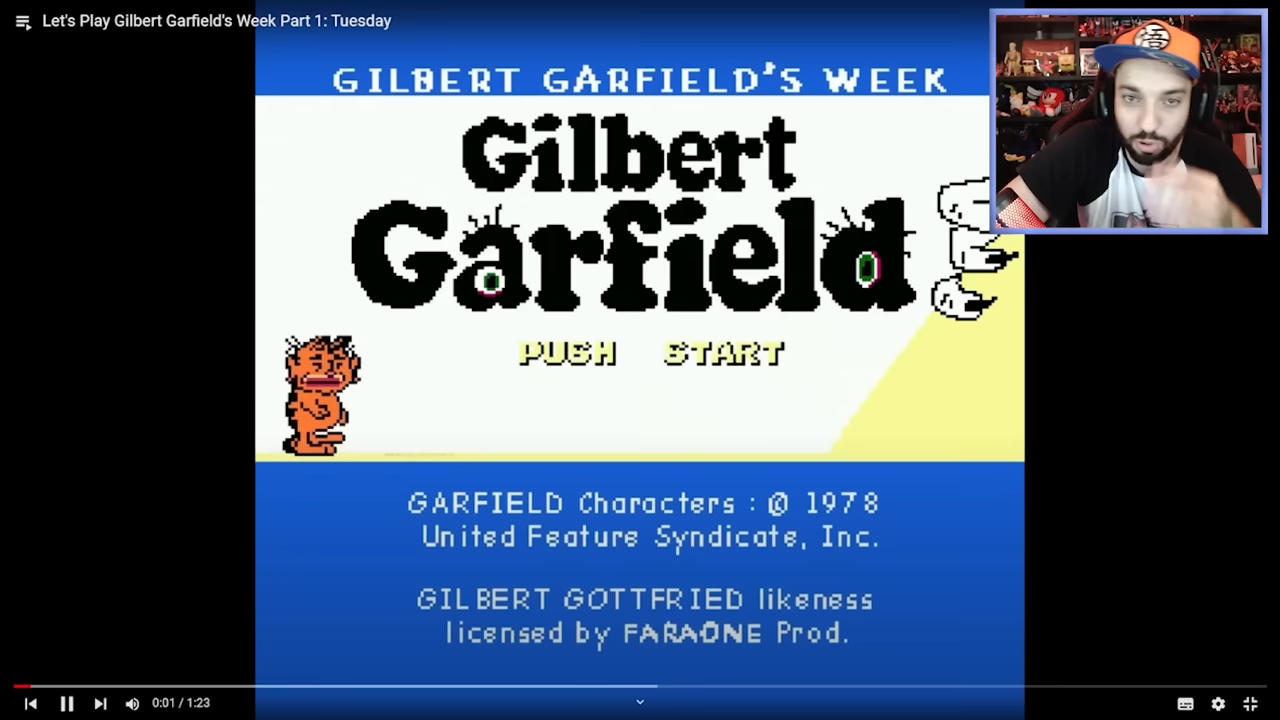 Let's Play Gilbert Garfield's Week Part 1: Tuesday
GILBERT GARFIELD'S WEEK
Gilbert
Garfield
PUSH START
GARFIELD Characters : @ 1978
United Feature Syndicate, Inc.
GILBERT GOTTFRIED likeness
licensed by FARAONE Prod.
0:01 / 1:23